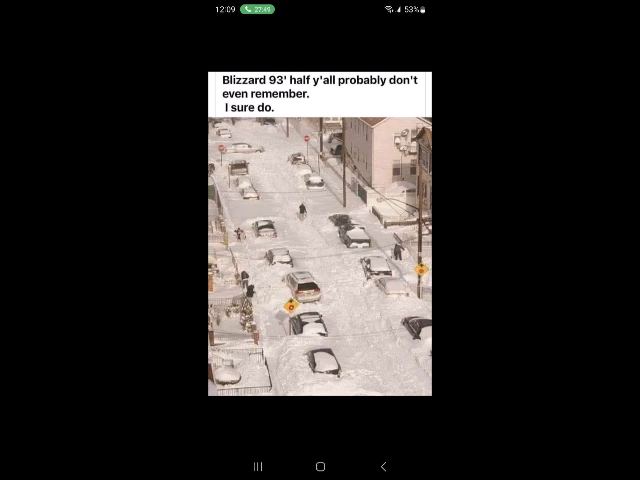 12:09
27:49
53%
Blizzard 93' half y'all probably don't
even remember.
I sure do.